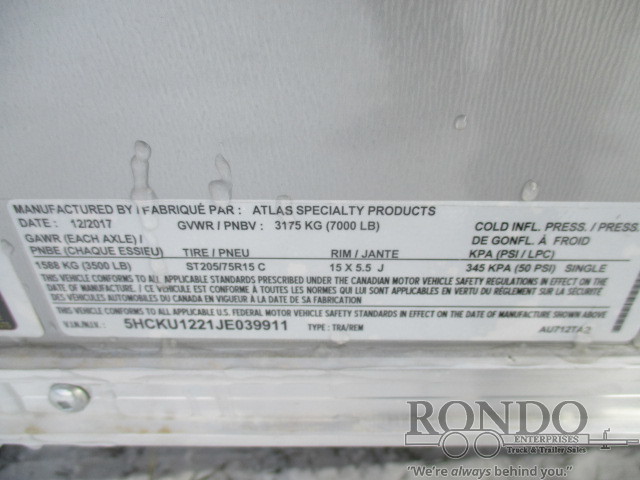 MANUFACTURED BY / FABRIQUÉ PAR : ATLAS SPECIALTY PRODUCTS
DATE: 12/2017 GVWR / PNBV : 3175 KG (7000 LB)
COLD INFL. PRESS. / PRESS.
DE GONFL. À FROID
GAWR (EACH AXLE) /
PNBE (CHAQUE ESSIEU) TIRE / PNEU RIM / JANTE KPA (PSI / LPC)
1588 KG (3500 LB) ST205/75R15 C 15 X 5.5 J 345 KPA (50 PSI) SINGLE
THIS VEHICLE CONFORMS TO ALL APPLICABLE STANDARDS PRESCRIBED UNDER THE CANADIAN MOTOR VEHICLE
SAFETY REGULATIONS IN EFFECT ON THE DATE OF MANUFACTURE. / CE VÉHICULE EST CONFORME À TOUTES LES
NORMES QUI LUI SONT APPLICABLES EN VERTU DU RÈGLEMENT SUR LA SÉCURITÉ DES VÉHICULES AUTOMOBILES DU
CANADA EN VIGUEUR À LA DATE DE SA FABRICATION
THIS VEHICLE CONFORMS TO ALL APPLICABLE U.S. FEDERAL MOTOR VEHICLE
SAFETY STANDARDS IN EFFECT ON THE DATE OF MANUFACTURE SHOWN ABOVE.
V.I.N./N.I.V.: 5HCKU1221JE039911 TYPE: TRA/REM AU712TA2
RONDO
ENTERPRISES
Truck & Trailer Sales
"We're always behind you."